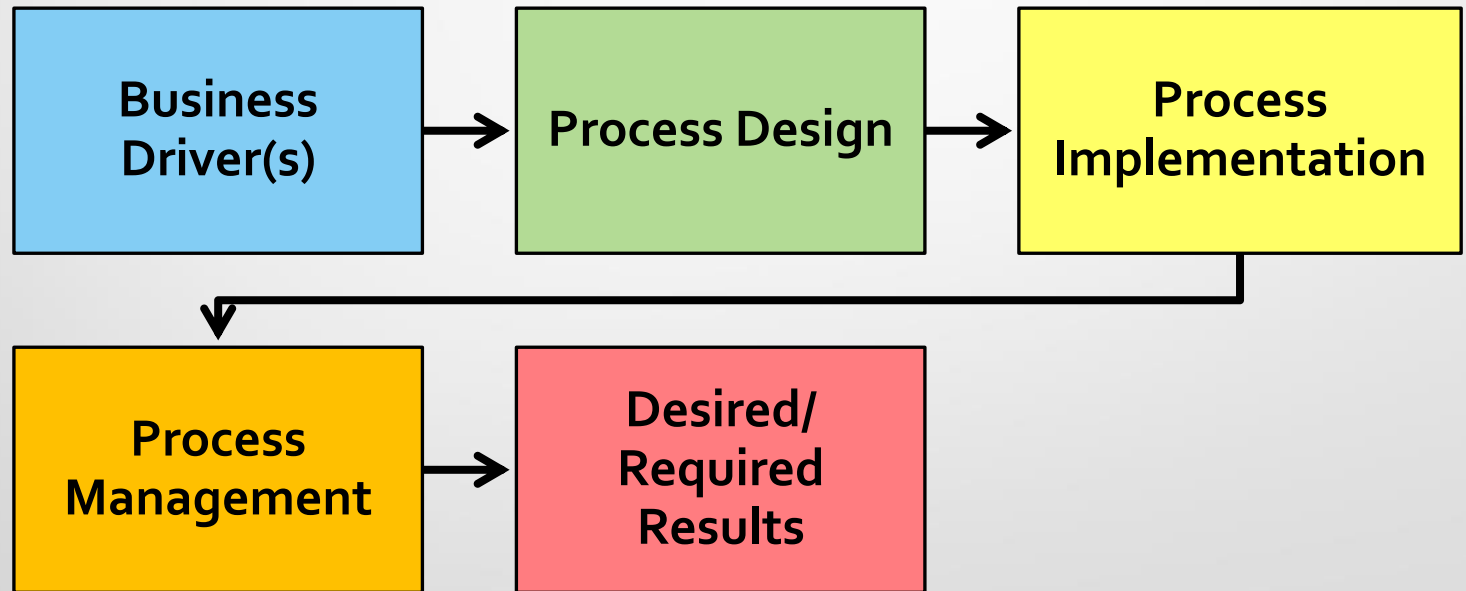 Business
Driver(s)
Process Design
Process
Implementation
Process
Management
Desired/
Required
Results